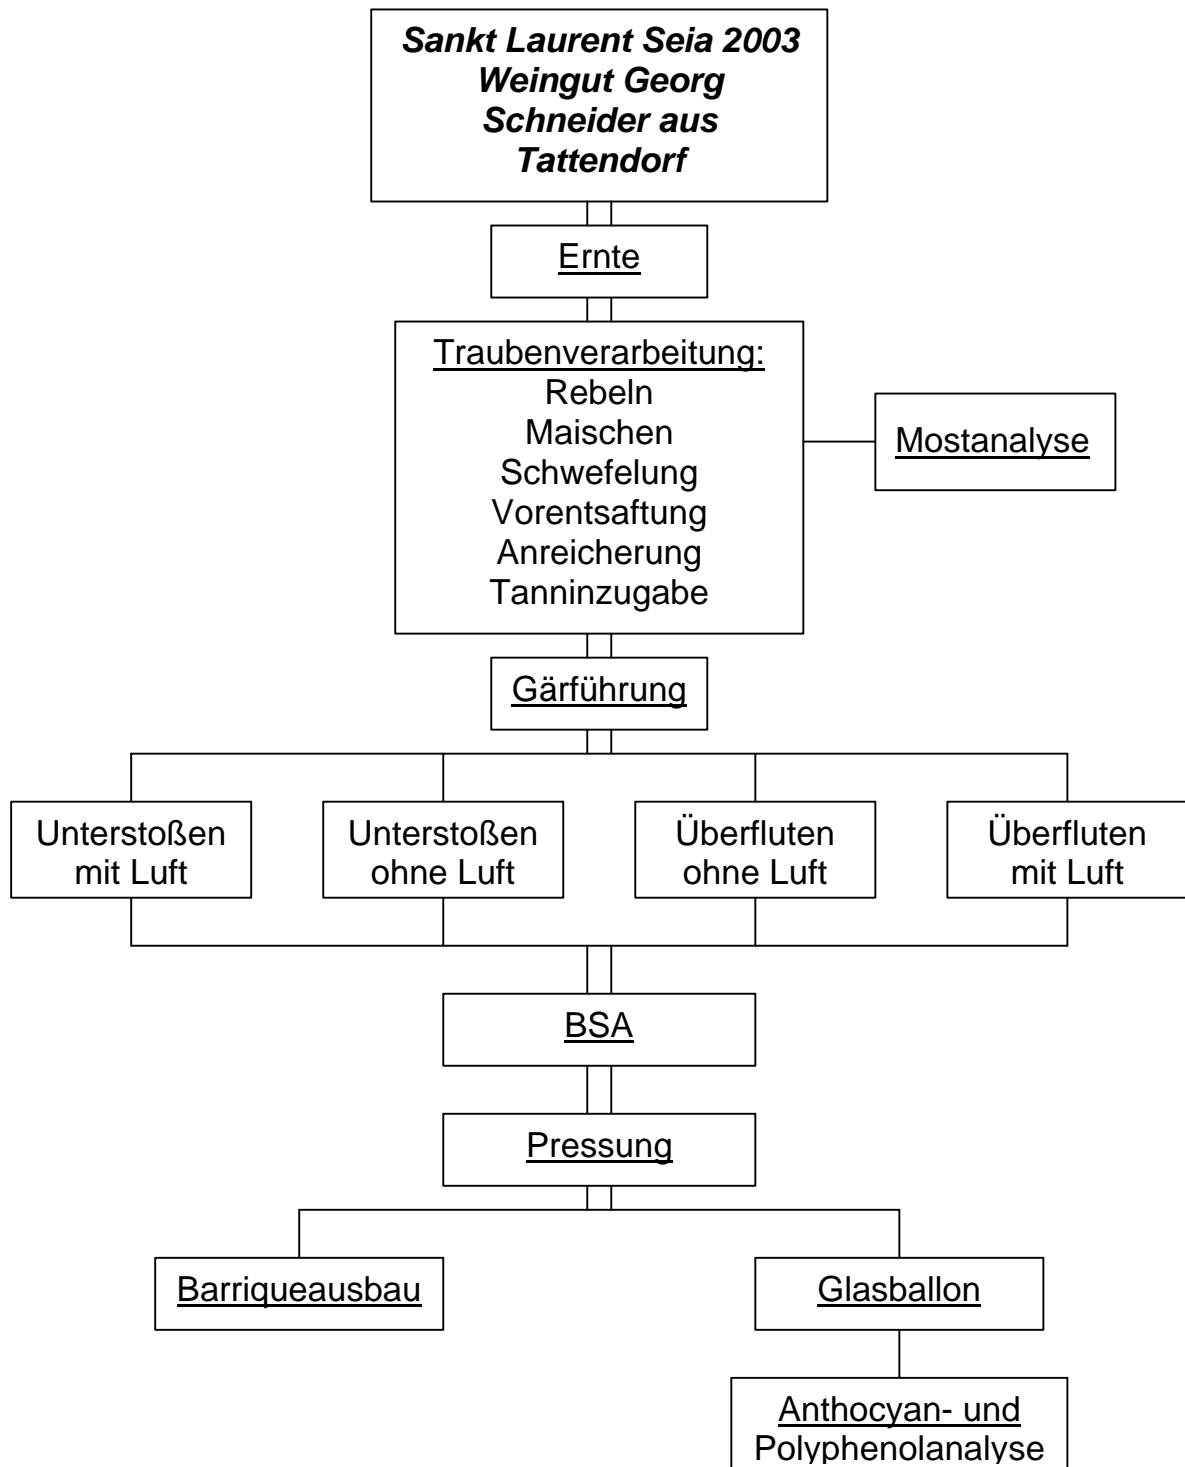 Sankt Laurent Seia 2003
Weingut Georg
Schneider aus
Tattendorf
Ernte
Traubenverarbeitung:
Rebeln
Maischen
Schwefelung
Vorentsaftung
Anreicherung
Tanninzugabe
Mostanalyse
Gärführung
Unterstoßen
mit Luft
Unterstoßen
ohne Luft
Überfluten
ohne Luft
Überfluten
mit Luft
BSA
Pressung
Barriqueausbau
Glasballon
Anthocyan- und
Polyphenolanalyse